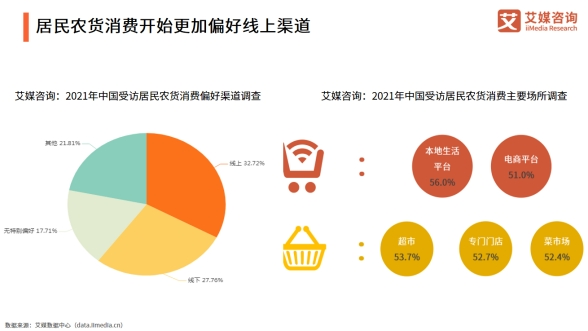 居民农货消费开始更加偏好线上渠道
艾媒咨询
iiMedia Research
艾媒咨询：2021年中国受访居民农货消费偏好渠道调查
其他 21.81%
线上 32.72%
无特别偏好 17.71%
线下 27.76%
艾媒咨询：2021年中国受访居民农货消费主要场所调查
：
本地生活
平台
56.0%
电商平台
51.0%
：
超市
53.7%
专门门店
52.7%
菜市场
52.4%
数据来源：艾媒数据中心（data.iimedia.cn）